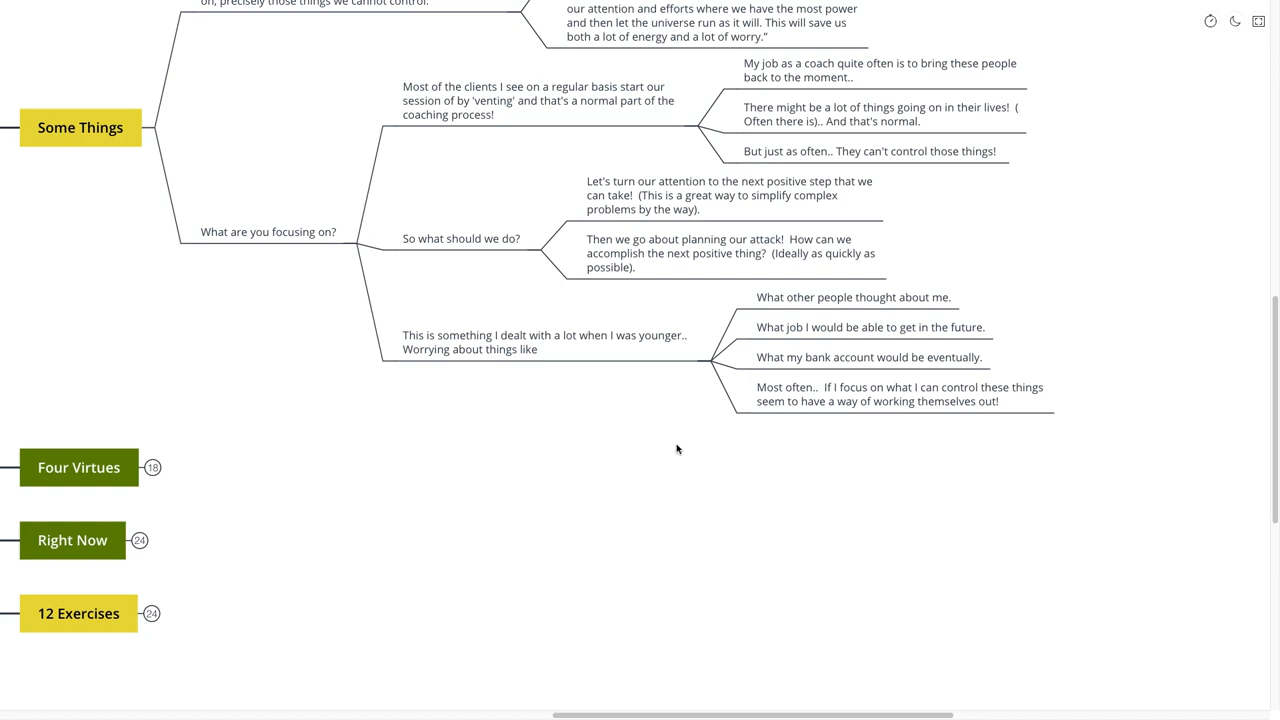 on, precisely those things we cannot control.
our attention and efforts where we have the most power
and then let the universe run as it will. This will save us
both a lot of energy and a lot of worry.”
Some Things
Most of the clients I see on a regular basis start our
session of by 'venting' and that's a normal part of the
coaching process!
My job as a coach quite often is to bring these people
back to the moment..
There might be a lot of things going on in their lives!  (
Often there is).. And that's normal.
But just as often.. They can't control those things!
What are you focusing on?
So what should we do?
Let's turn our attention to the next positive step that we
can take!  (This is a great way to simplify complex
problems by the way).
Then we go about planning our attack!  How can we
accomplish the next positive thing?  (Ideally as quickly as
possible).
This is something I dealt with a lot when I was younger..
Worrying about things like
What other people thought about me.
What job I would be able to get in the future.
What my bank account would be eventually.
Most often..  If I focus on what I can control these things
seem to have a way of working themselves out!
Four Virtues
18
Right Now
24
12 Exercises
24